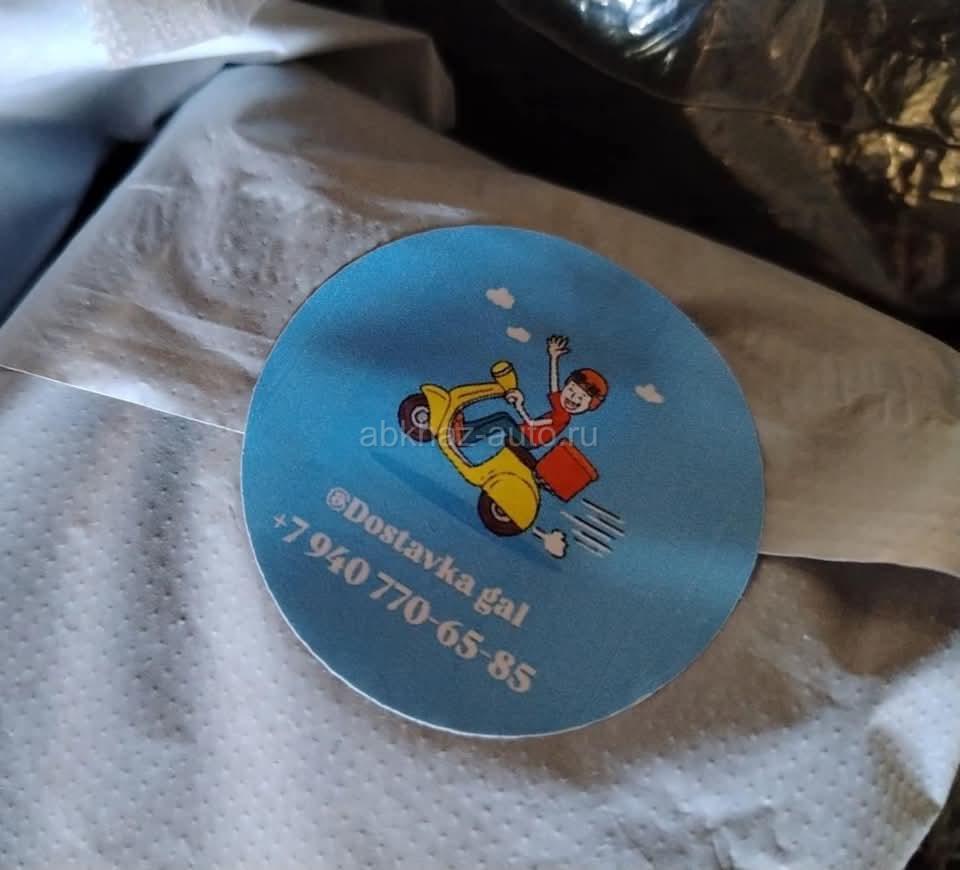 abkhaz-auto.ru
@Dostavka gal
+7 940 770-65-85